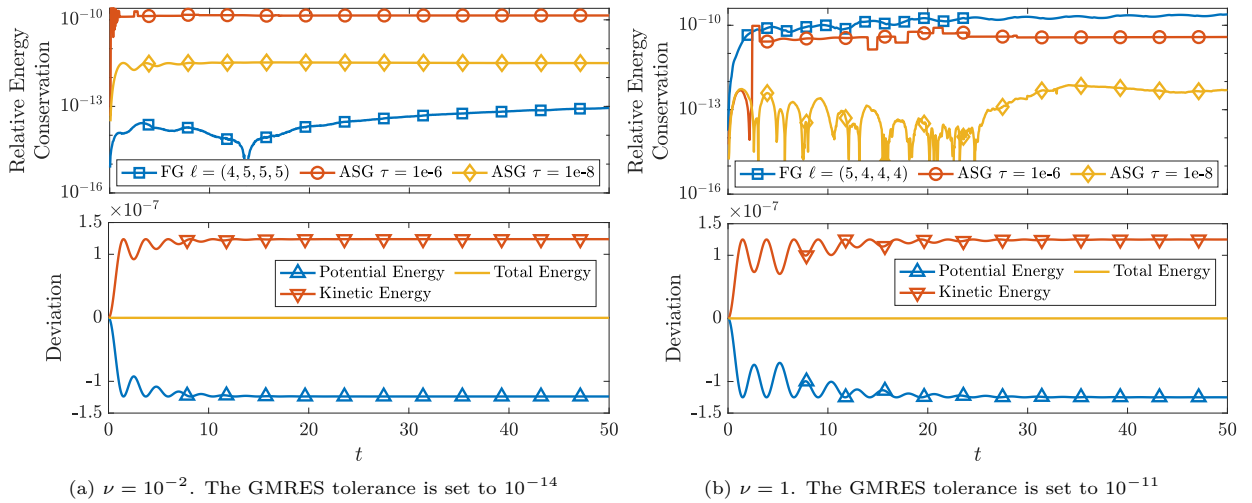 Relative Energy
Conservation
10^{-10}
10^{-13}
10^{-16}
FG ℓ = (4, 5, 5, 5)
ASG τ = 1e-6
ASG τ = 1e-8
×10^{-7}
Deviation
1.5
1
0
-1
-1.5
Potential Energy
Total Energy
Kinetic Energy
0
10
20
30
40
50
t
(a) ν = 10^{-2}. The GMRES tolerance is set to 10^{-14}
Relative Energy
Conservation
10^{-10}
10^{-13}
10^{-16}
FG ℓ = (5, 4, 4, 4)
ASG τ = 1e-6
ASG τ = 1e-8
×10^{-7}
Deviation
1.5
1
0
-1
-1.5
Potential Energy
Total Energy
Kinetic Energy
0
10
20
30
40
50
t
(b) ν = 1. The GMRES tolerance is set to 10^{-11}